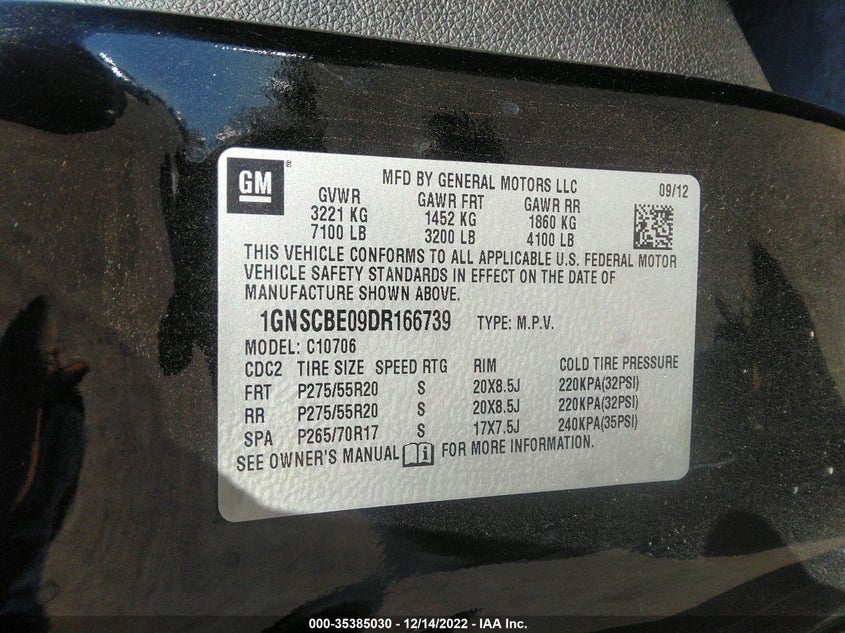 GM
MFD BY GENERAL MOTORS LLC 09/12
GVWR GAWR FRT GAWR RR
3221 KG 1452 KG 1860 KG
7100 LB 3200 LB 4100 LB
THIS VEHICLE CONFORMS TO ALL APPLICABLE U.S. FEDERAL MOTOR
VEHICLE SAFETY STANDARDS IN EFFECT ON THE DATE OF
MANUFACTURE SHOWN ABOVE.
1GNSCBE09DR166739 TYPE: M.P.V.
MODEL: C10706
CDC2 TIRE SIZE SPEED RTG RIM COLD TIRE PRESSURE
FRT P275/55R20 S 20X8.5J 220KPA(32PSI)
RR P275/55R20 S 20X8.5J 220KPA(32PSI)
SPA P265/70R17 S 17X7.5J 240KPA(35PSI)
SEE OWNER'S MANUAL i FOR MORE INFORMATION.
000-35385030 - 12/14/2022 - IAA Inc.